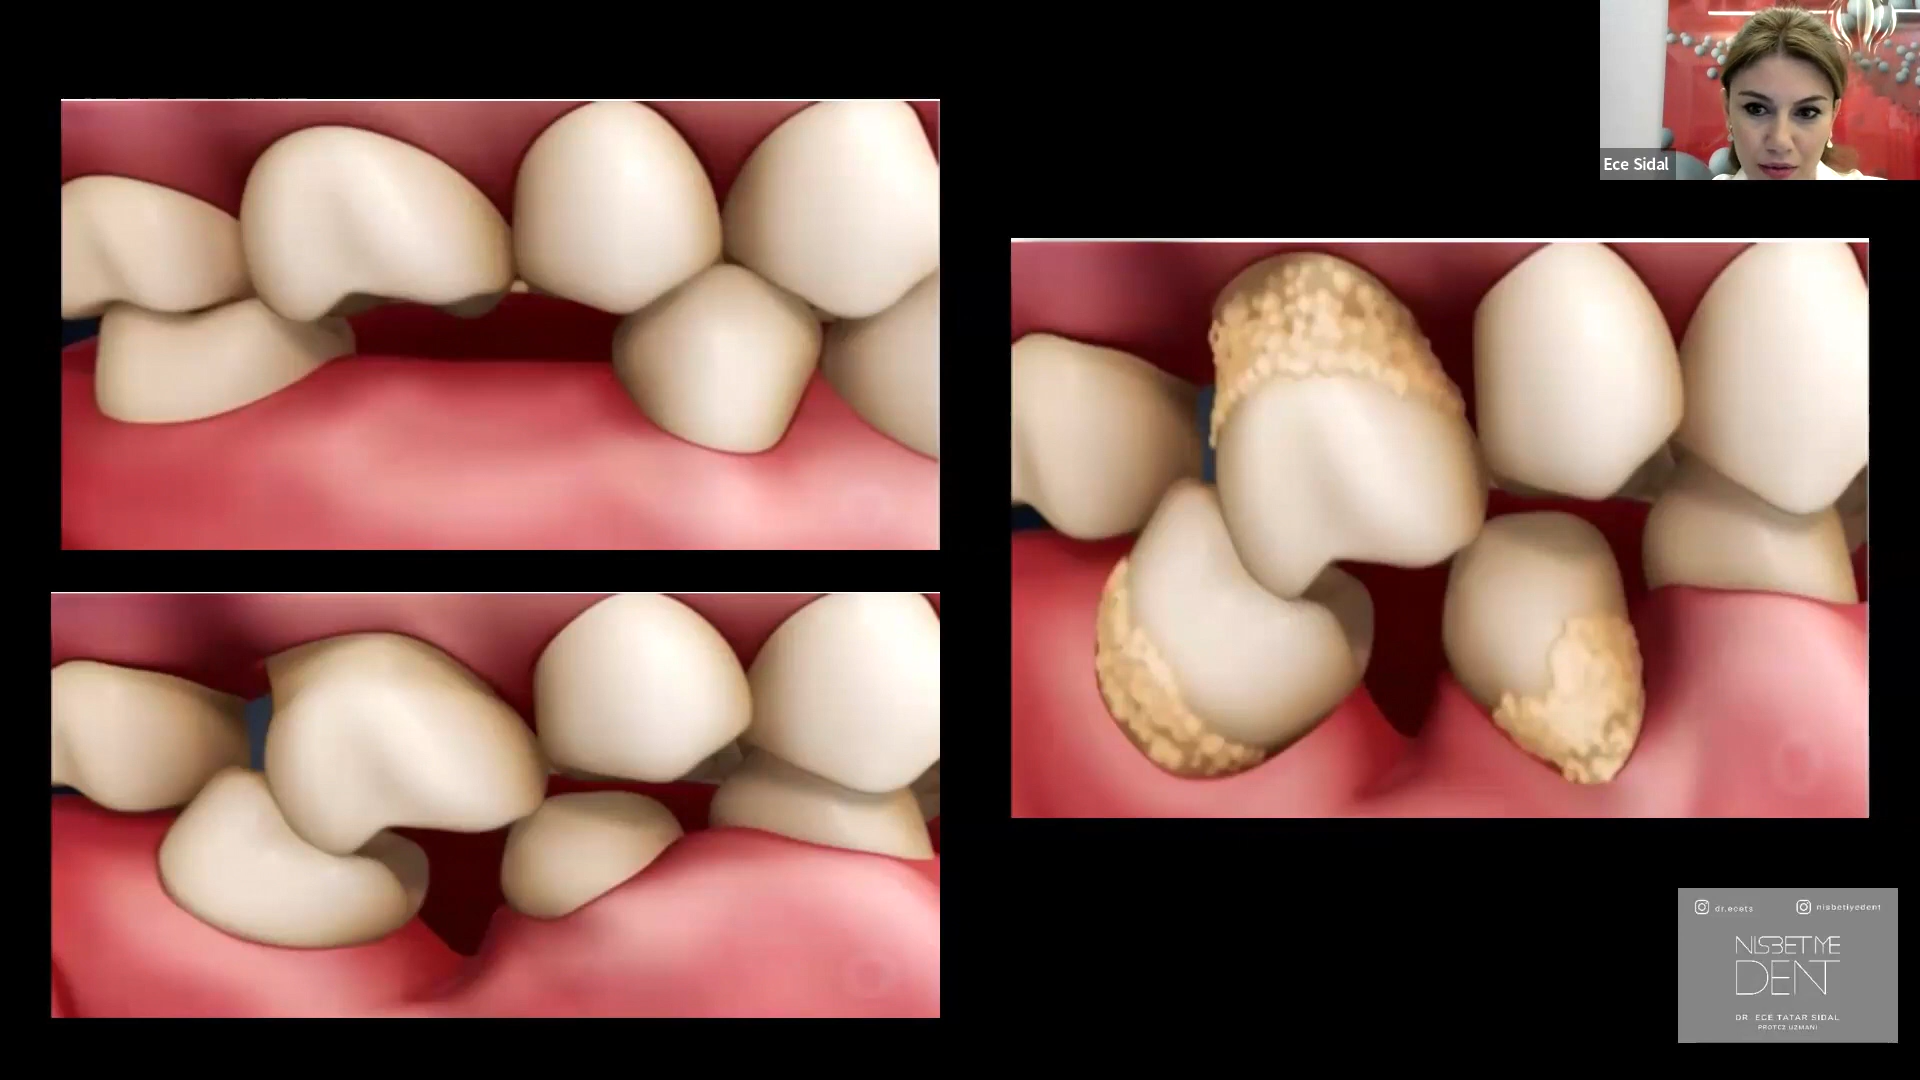 Ece Sidal
dr.ecets
nisbetiyedent
NISBETIYE
DENT
DR. ECE TATAR SIDAL
PROTEZ UZMANI